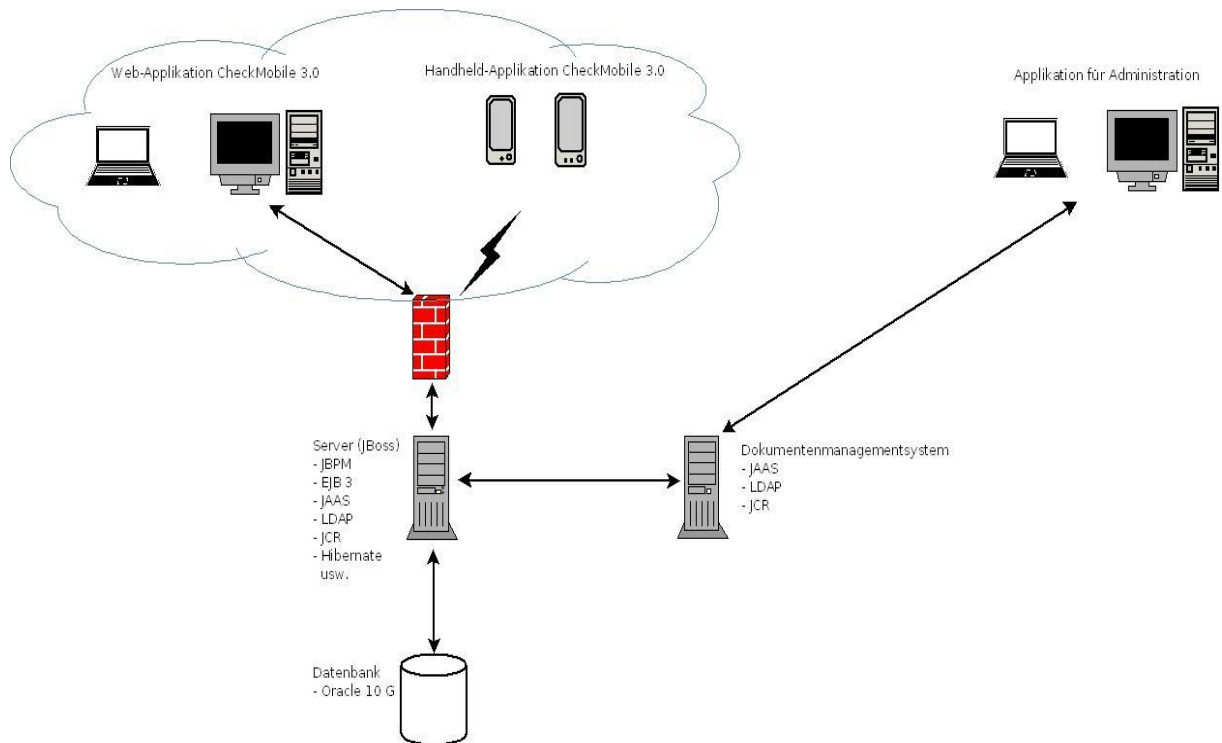 Web-Applikation CheckMobile 3.0
Handheld-Applikation CheckMobile 3.0
Applikation für Administration
Server (JBoss)
- JBPM
- EJB 3
- JAAS
- LDAP
- JCR
- Hibernate
usw.
Dokumentenmanagementsystem
- JAAS
- LDAP
- JCR
Datenbank
- Oracle 10 G